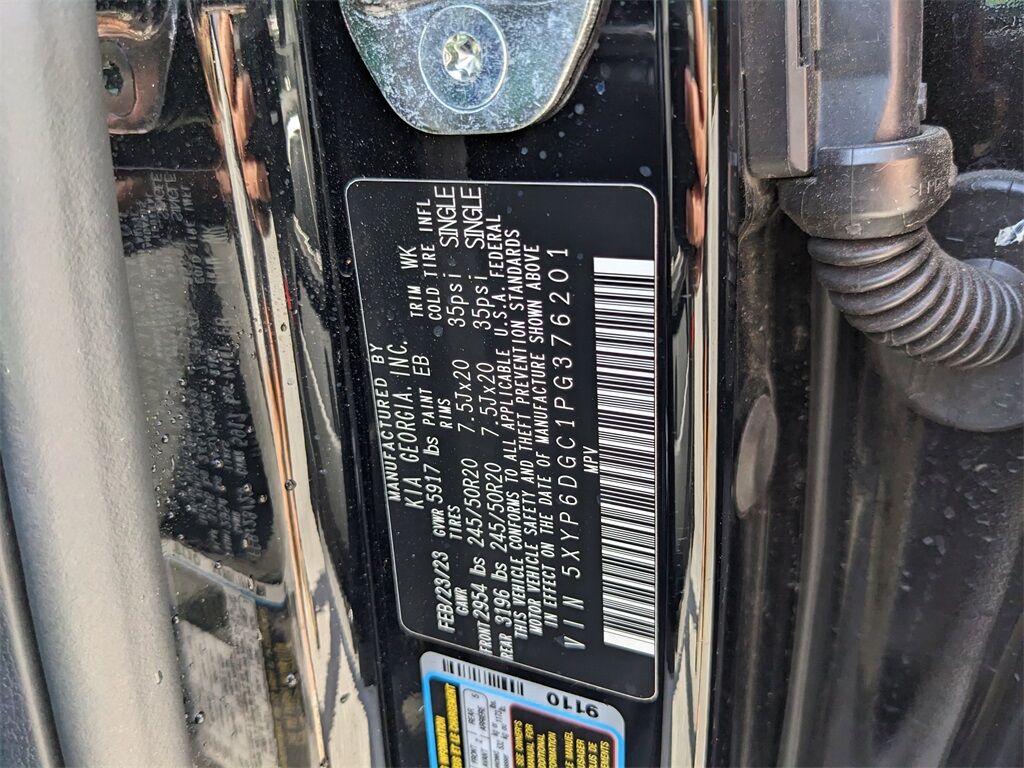 MANUFACTURED BY
KIA GEORGIA, INC.
FEB/23/23 GVWR 5917 lbs PAINT EB TRIM WK
GAWR TIRES RIMS COLD TIRE INFL
FRONT 2954 lbs 245/50R20 7.5Jx20 35psi SINGLE
REAR 3196 lbs 245/50R20 7.5Jx20 35psi SINGLE
THIS VEHICLE CONFORMS TO ALL APPLICABLE U.S.A. FEDERAL
MOTOR VEHICLE SAFETY AND THEFT PREVENTION STANDARDS
IN EFFECT ON THE DATE OF MANUFACTURE SHOWN ABOVE
VIN 5XYP6DGC1PG376201
MPV
9110